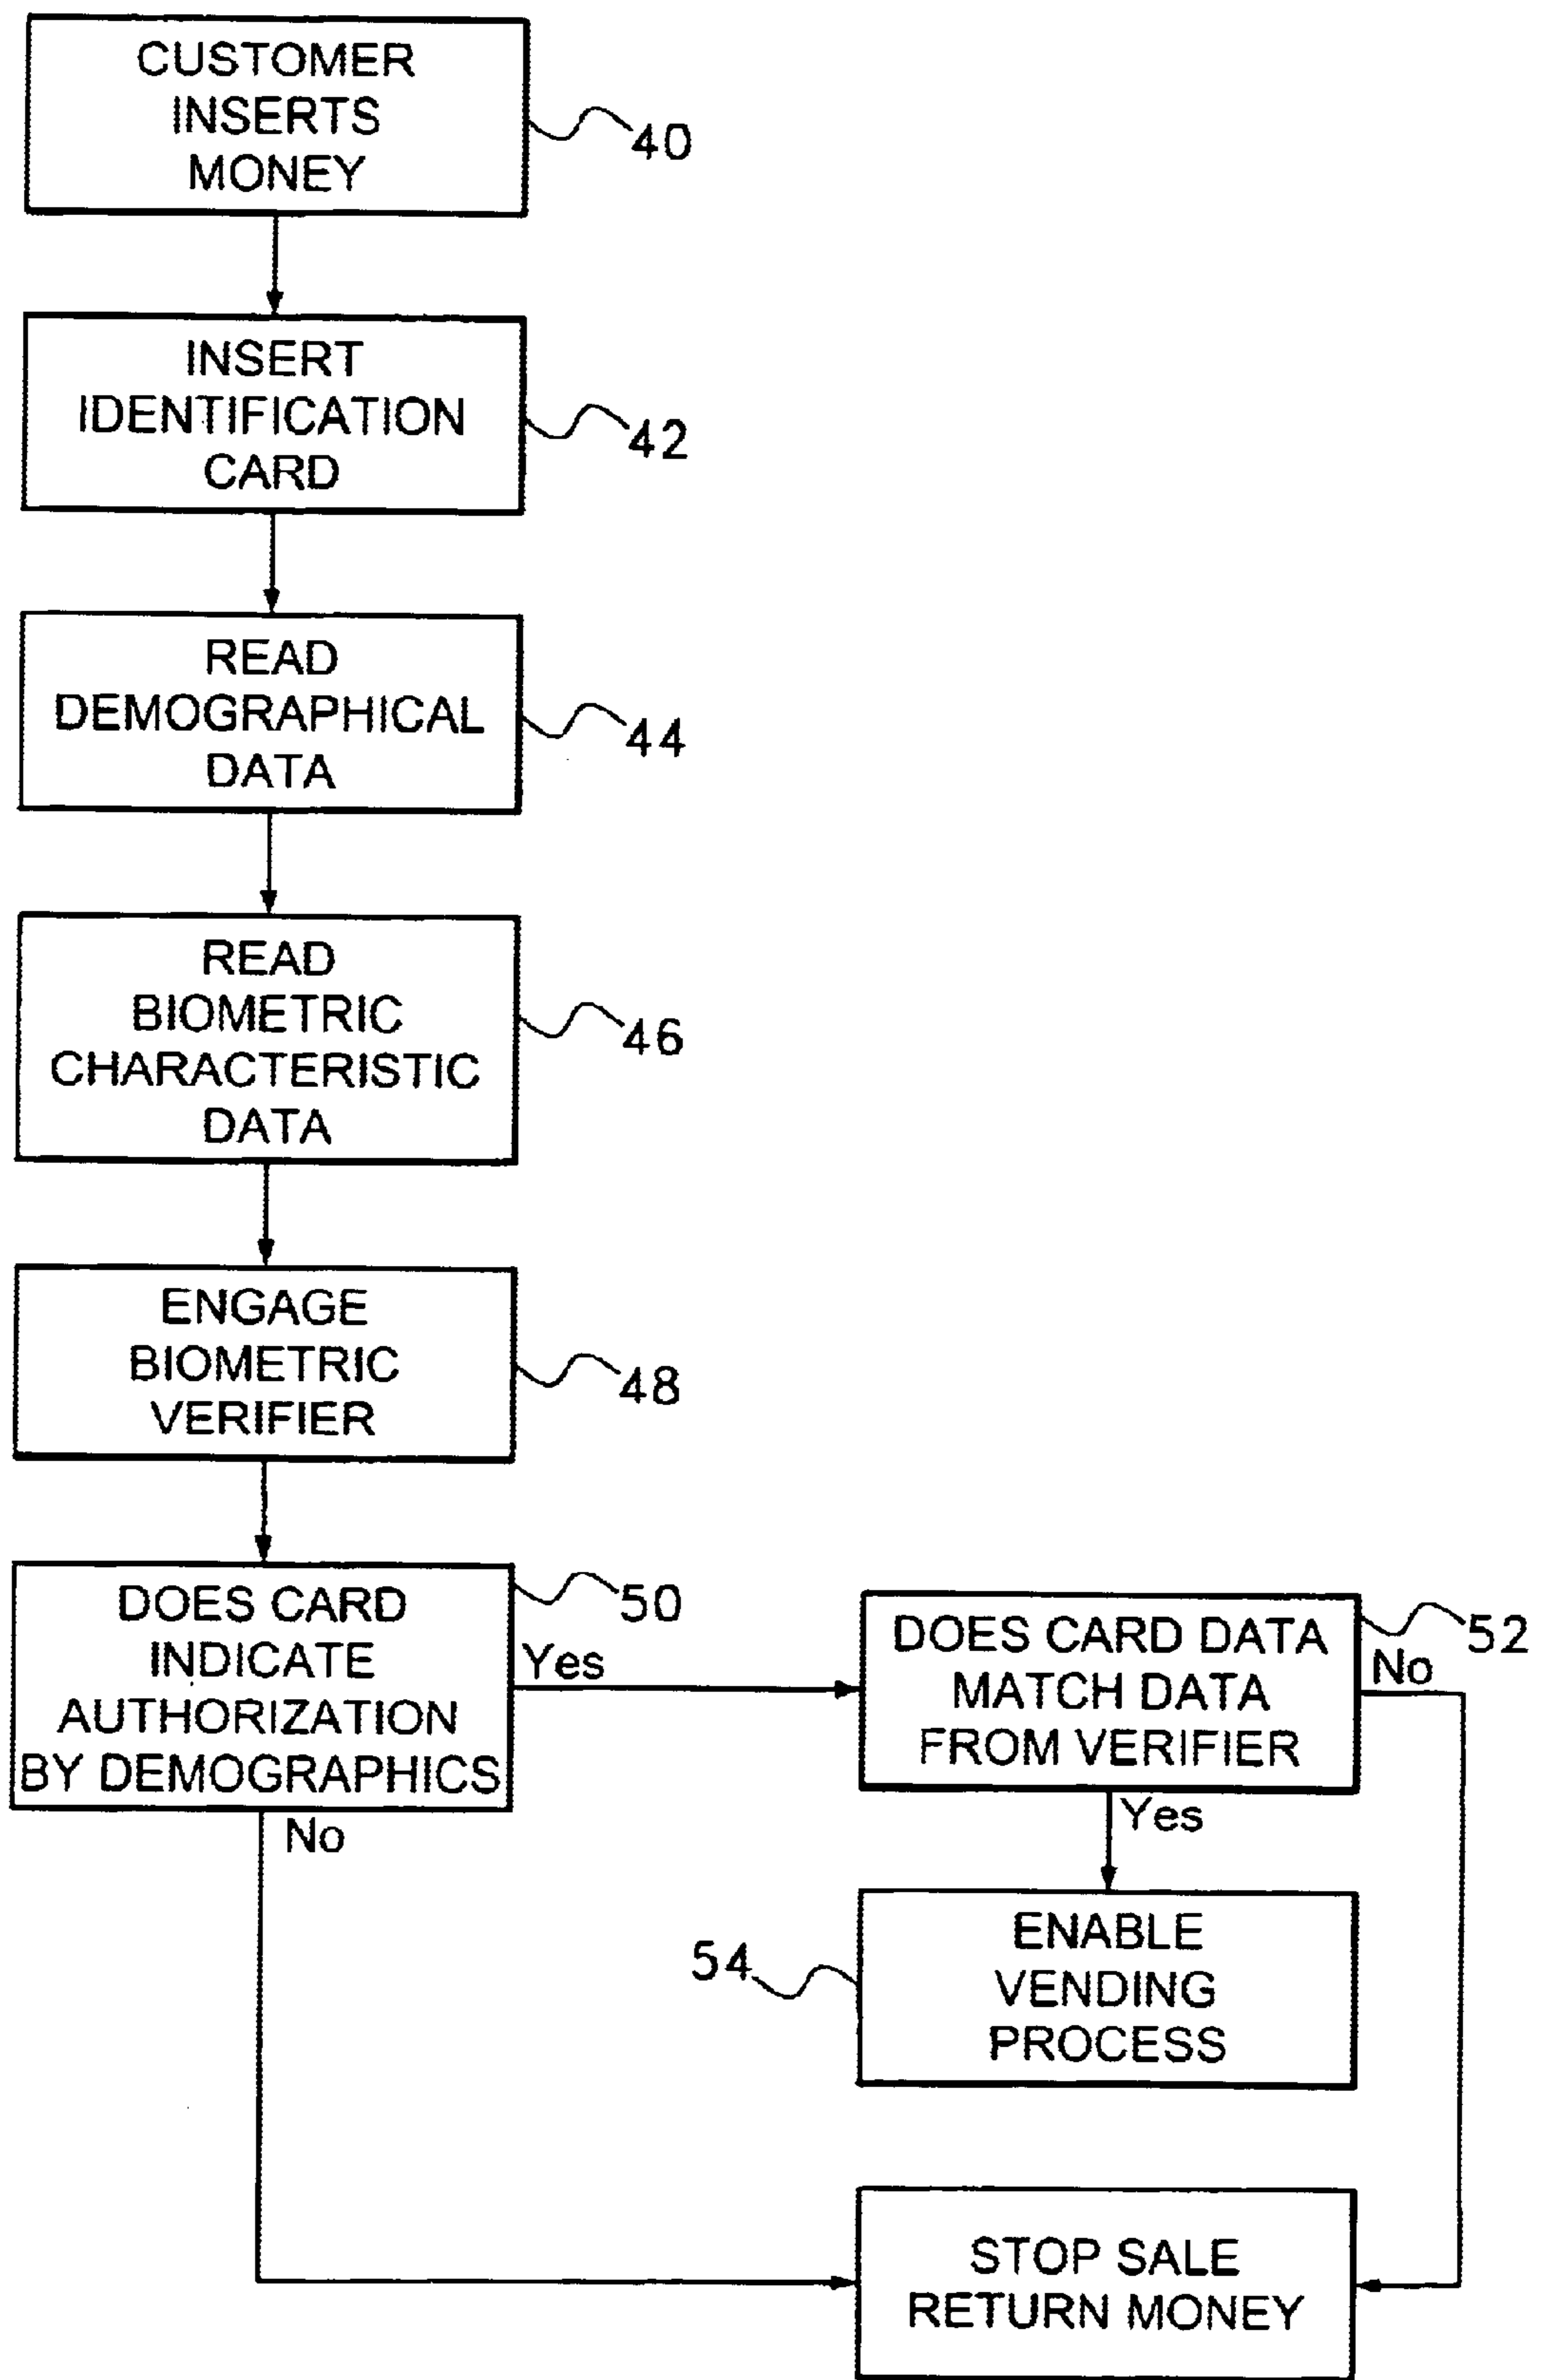 CUSTOMER
INSERTS
MONEY
40
INSERT
IDENTIFICATION
CARD
42
READ
DEMOGRAPHICAL
DATA
44
READ
BIOMETRIC
CHARACTERISTIC
DATA
46
ENGAGE
BIOMETRIC
VERIFIER
48
DOES CARD
INDICATE
AUTHORIZATION
BY DEMOGRAPHICS
50
Yes
No
DOES CARD DATA
MATCH DATA
FROM VERIFIER
52
No
Yes
ENABLE
VENDING
PROCESS
54
STOP SALE
RETURN MONEY